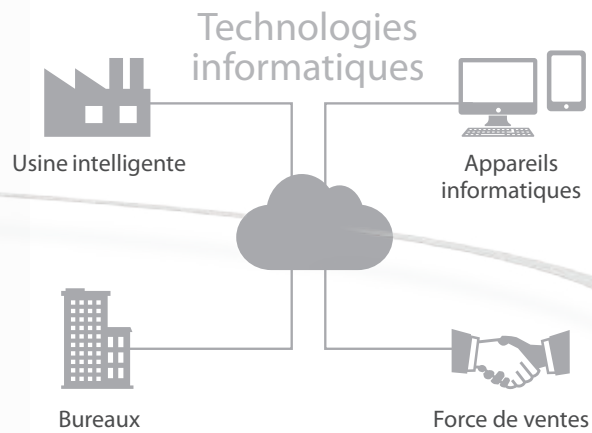 Technologies
informatiques
Usine intelligente
Appareils
informatiques
Bureaux
Force de ventes